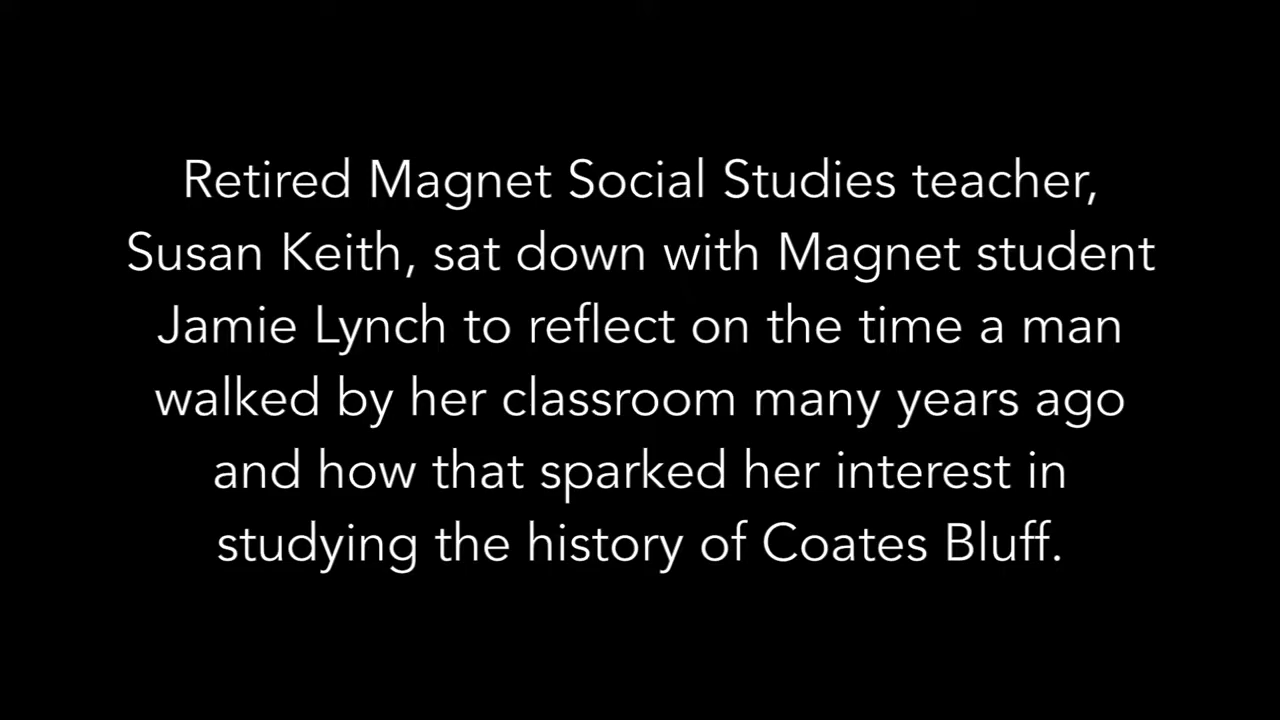 Retired Magnet Social Studies teacher,
Susan Keith, sat down with Magnet student
Jamie Lynch to reflect on the time a man
walked by her classroom many years ago
and how that sparked her interest in
studying the history of Coates Bluff.